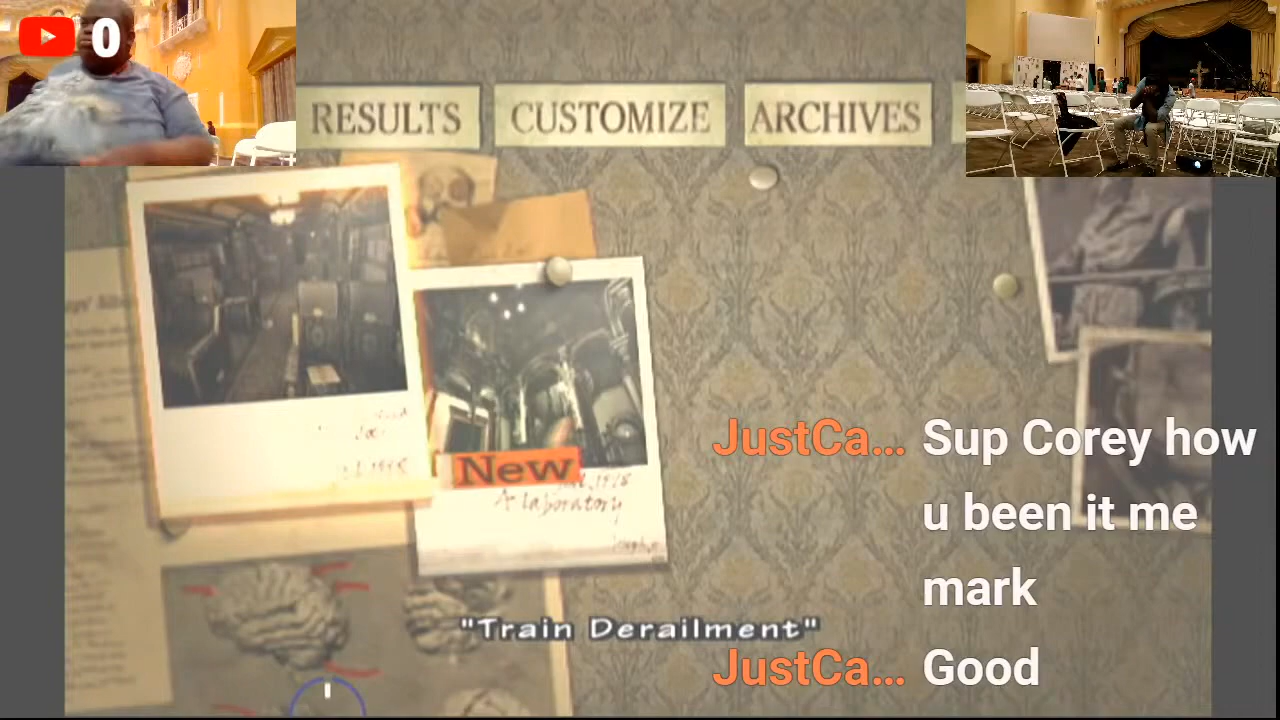 0
RESULTS
CUSTOMIZE
ARCHIVES
New
A laboratory
"Train Derailment"
JustCa... Sup Corey how
u been it me
mark
JustCa... Good